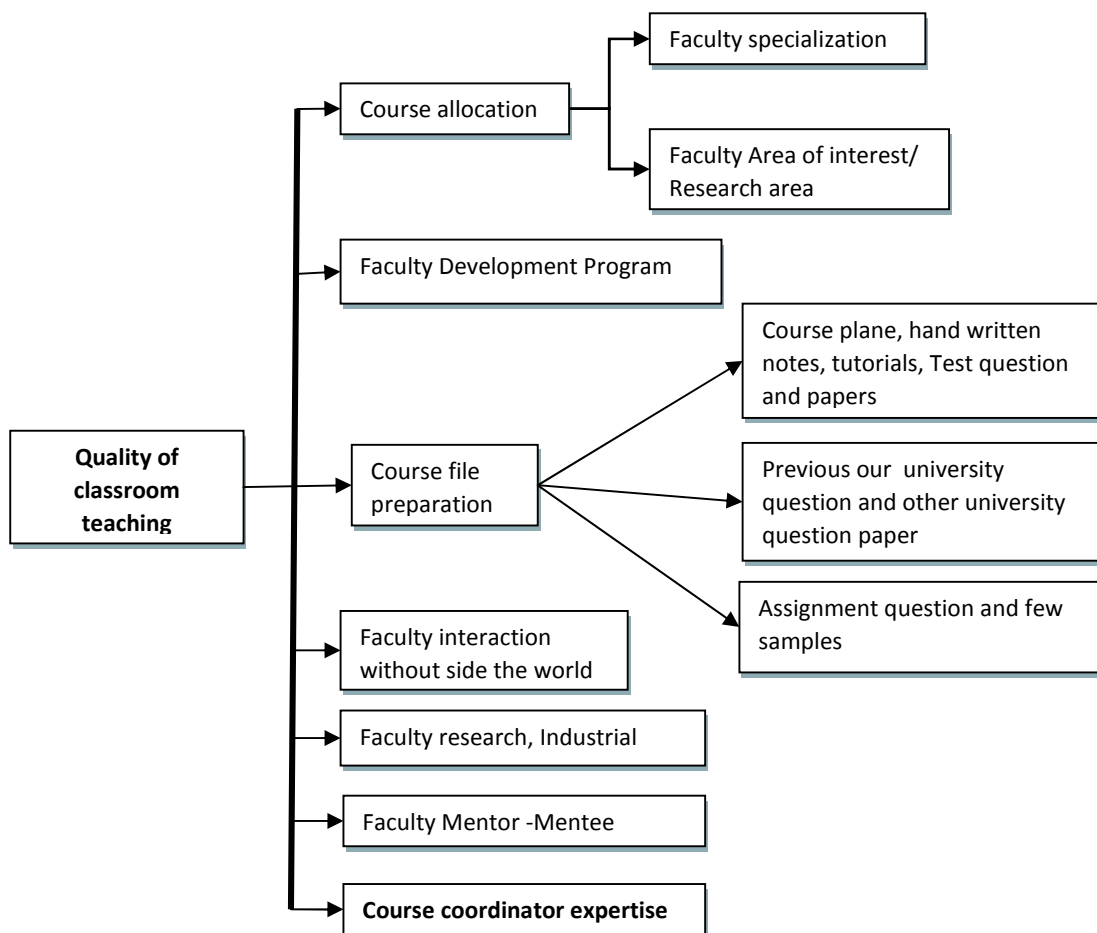 Faculty specialization
Course allocation
Faculty Area of interest/
Research area
Faculty Development Program
Course plane, hand written
notes, tutorials, Test question
and papers
Quality of
classroom
teaching
Course file
preparation
Previous our university
question and other university
question paper
Assignment question and few
samples
Faculty interaction
without side the world
Faculty research, Industrial
Faculty Mentor -Mentee
Course coordinator expertise